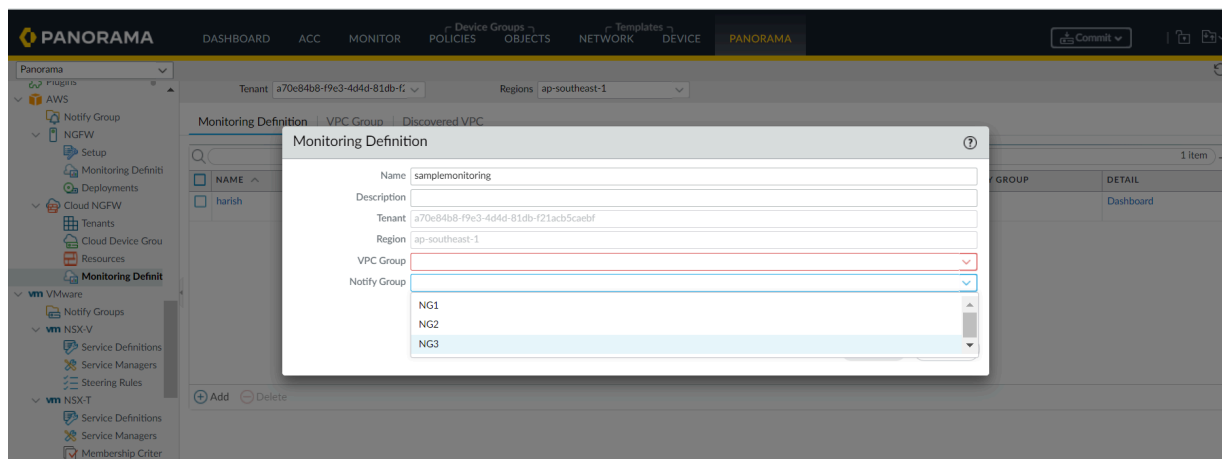 PANORAMA
DASHBOARD
ACC
MONITOR
Device Groups
POLICIES
OBJECTS
Templates
NETWORK
DEVICE
PANORAMA
Commit
Panorama
Plugins
AWS
Notify Group
NGFW
Setup
Monitoring Definiti
Deployments
Cloud NGFW
Tenants
Cloud Device Grou
Resources
Monitoring Definit
vm VMware
Notify Groups
vm NSX-V
Service Definitions
Service Managers
Steering Rules
vm NSX-T
Service Definitions
Service Managers
Membership Criter
Tenant a70e84b8-f9e3-4d4d-81db-f2
Regions ap-southeast-1
Monitoring Definition
VPC Group
Discovered VPC
1 item
NAME
Y GROUP
DETAIL
harish
Dashboard
Monitoring Definition
Name samplemonitoring
Description
Tenant a70e84b8-f9e3-4d4d-81db-f21acb5caebf
Region ap-southeast-1
VPC Group
Notify Group
NG1
NG2
NG3
Add
Delete